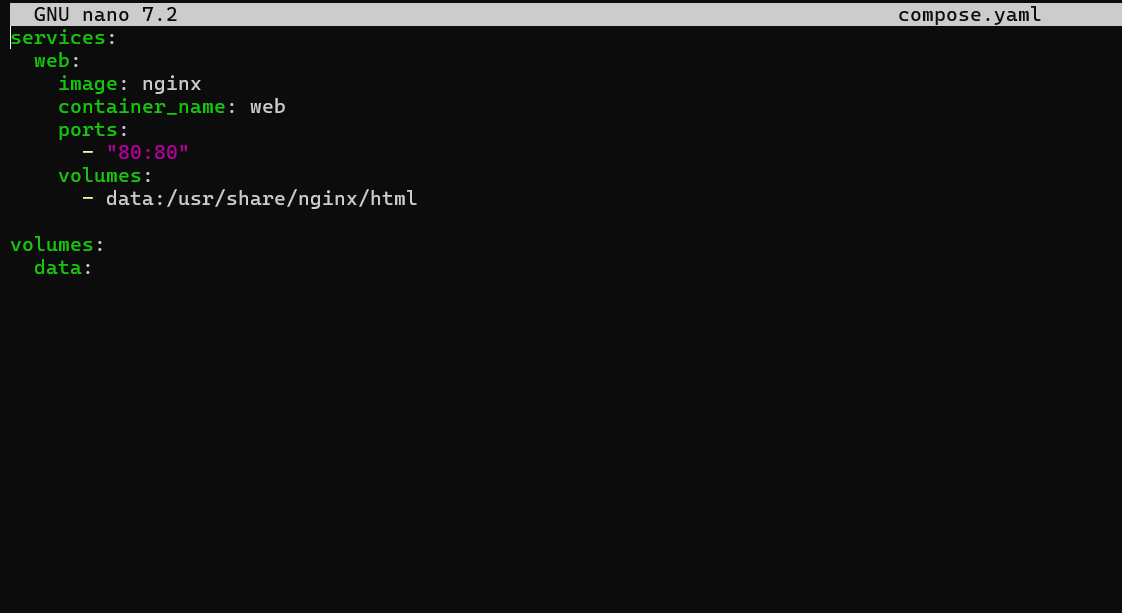 GNU nano 7.2 compose.yaml
services:
  web:
    image: nginx
    container_name: web
    ports:
      - "80:80"
    volumes:
      - data:/usr/share/nginx/html

volumes:
  data: